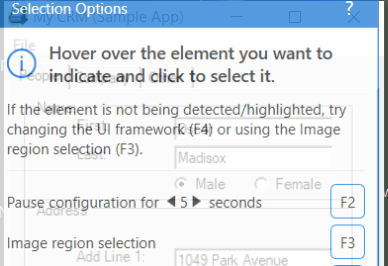 Selection Options ?
My CRM (Sample App)
File
Hover over the element you want to
indicate and click to select it.
Name
If the element is not being detected/highlighted, try
First:
changing the UI framework (F4) or using the Image
region selection (F3).
Last:
Madisox
Male Female
Pause configuration for 5 seconds F2
Address
Image region selection F3
Add Line 1:
1049 Park Avenue